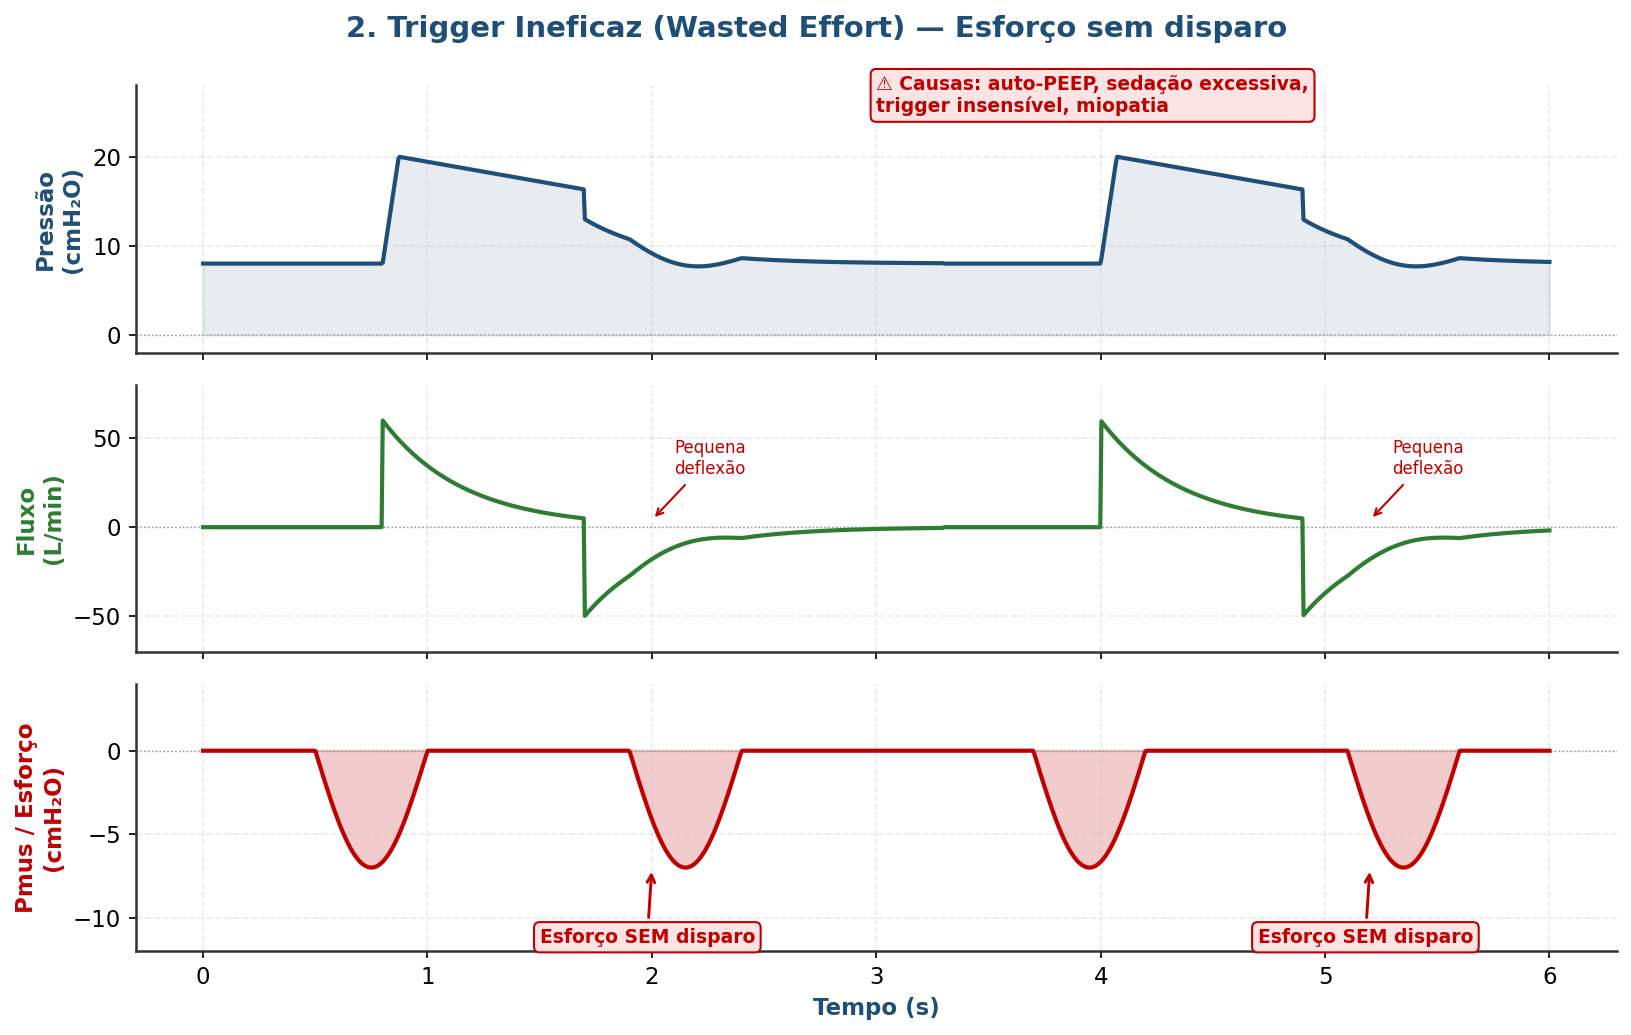 2. Trigger Ineficaz (Wasted Effort) — Esforço sem disparo
⚠ Causas: auto-PEEP, sedação excessiva,
trigger insensível, miopatia
Pressão
(cmH₂O)
20
10
0
Fluxo
(L/min)
50
0
−50
Pequena
deflexão
Pequena
deflexão
Pmus / Esforço
(cmH₂O)
0
−5
−10
Esforço SEM disparo
Esforço SEM disparo
0 1 2 3 4 5 6
Tempo (s)